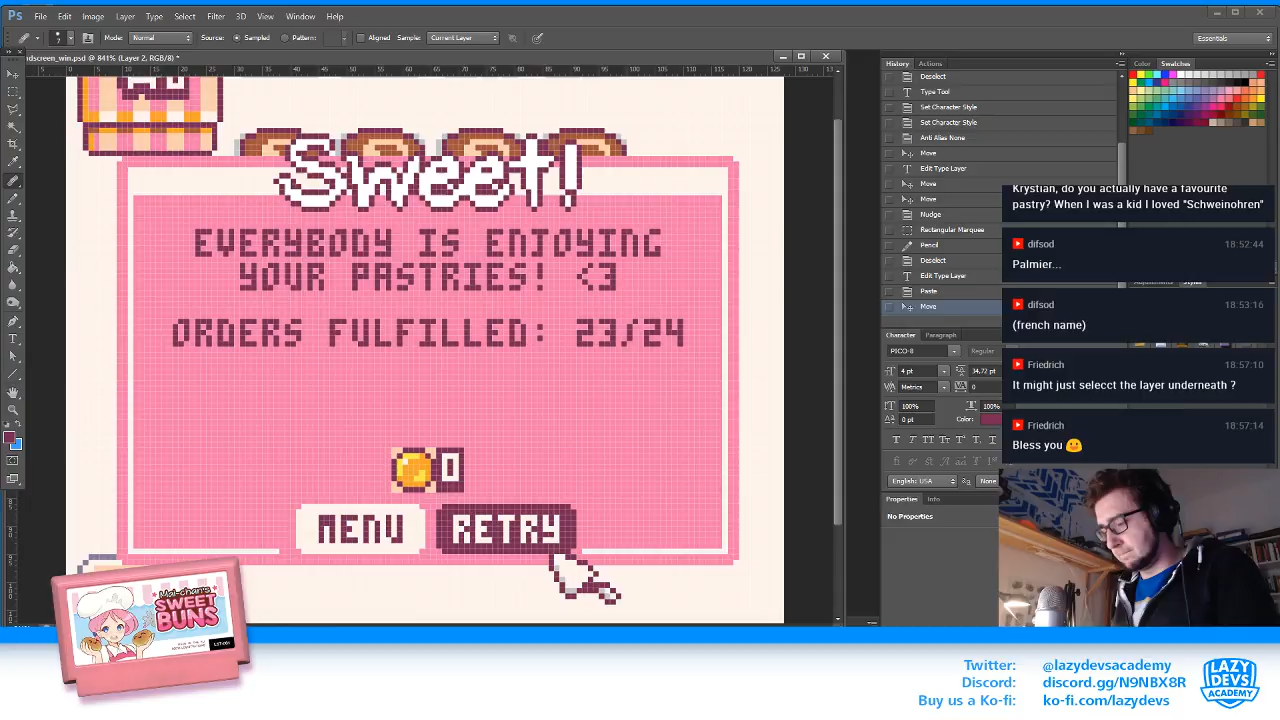 Ps File Edit Image Layer Type Select Filter 3D View Window Help
Mode: Normal Source: Sampled Pattern: Aligned Sample: Current Layer Essentials
dscreen_win.psd @ 841% (Layer 2, RGB/8) *
History Actions
Color Swatches
Deselect
Type Tool
Set Character Style
Set Character Style
Anti Alias None
Move
Edit Type Layer
Move
Move
Nudge
Rectangular Marquee
Pencil
Deselect
Edit Type Layer
Paste
Move
Character Paragraph
PICO-8 Regular
4 pt 34,72 pt
Metrics 0
100% 100%
0 pt Color:
English: USA None
Properties Info
No Properties
Sweet!
EVERYBODY IS ENJOYING
YOUR PASTRIES! <3
ORDERS FULFILLED: 23/24
0
MENU RETRY
Krystian, do you actually have a favourite
pastry? When I was a kid I loved "Schweinohren"
difsod 18:52:44
Palmier...
difsod 18:53:16
(french name)
Friedrich 18:57:10
It might just selecct the layer underneath ?
Friedrich 18:57:14
Bless you
Mai-chan's
SWEET
BUNS
Twitter: @lazydevsacademy
Discord: discord.gg/N9NBX8R
Buy us a Ko-fi: ko-fi.com/lazydevs
LAZY
DEVS
ACADEMY